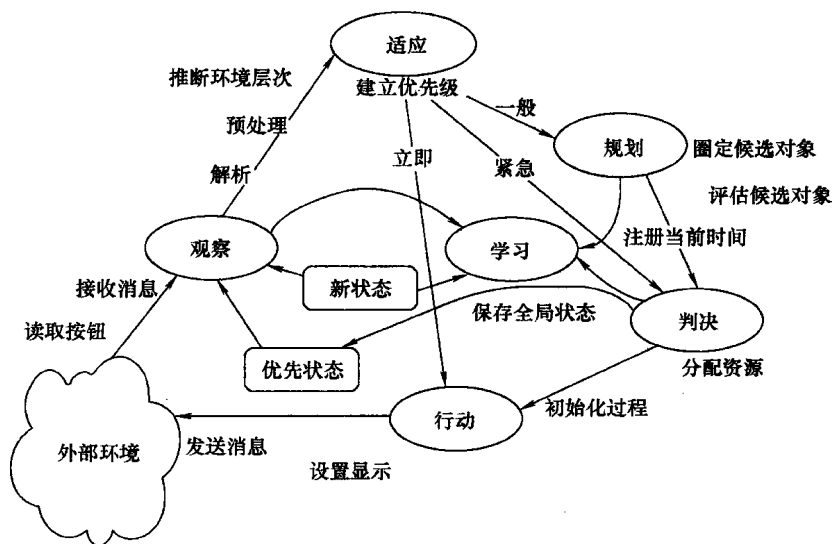 适应
推断环境层次
建立优先级
一般
预处理
规划
圈定候选对象
立即
紧急
解析
评估候选对象
注册当前时间
观察
学习
接收消息
新状态
保存全局状态
判决
读取按钮
优先状态
分配资源
初始化过程
行动
外部环境
发送消息
设置显示